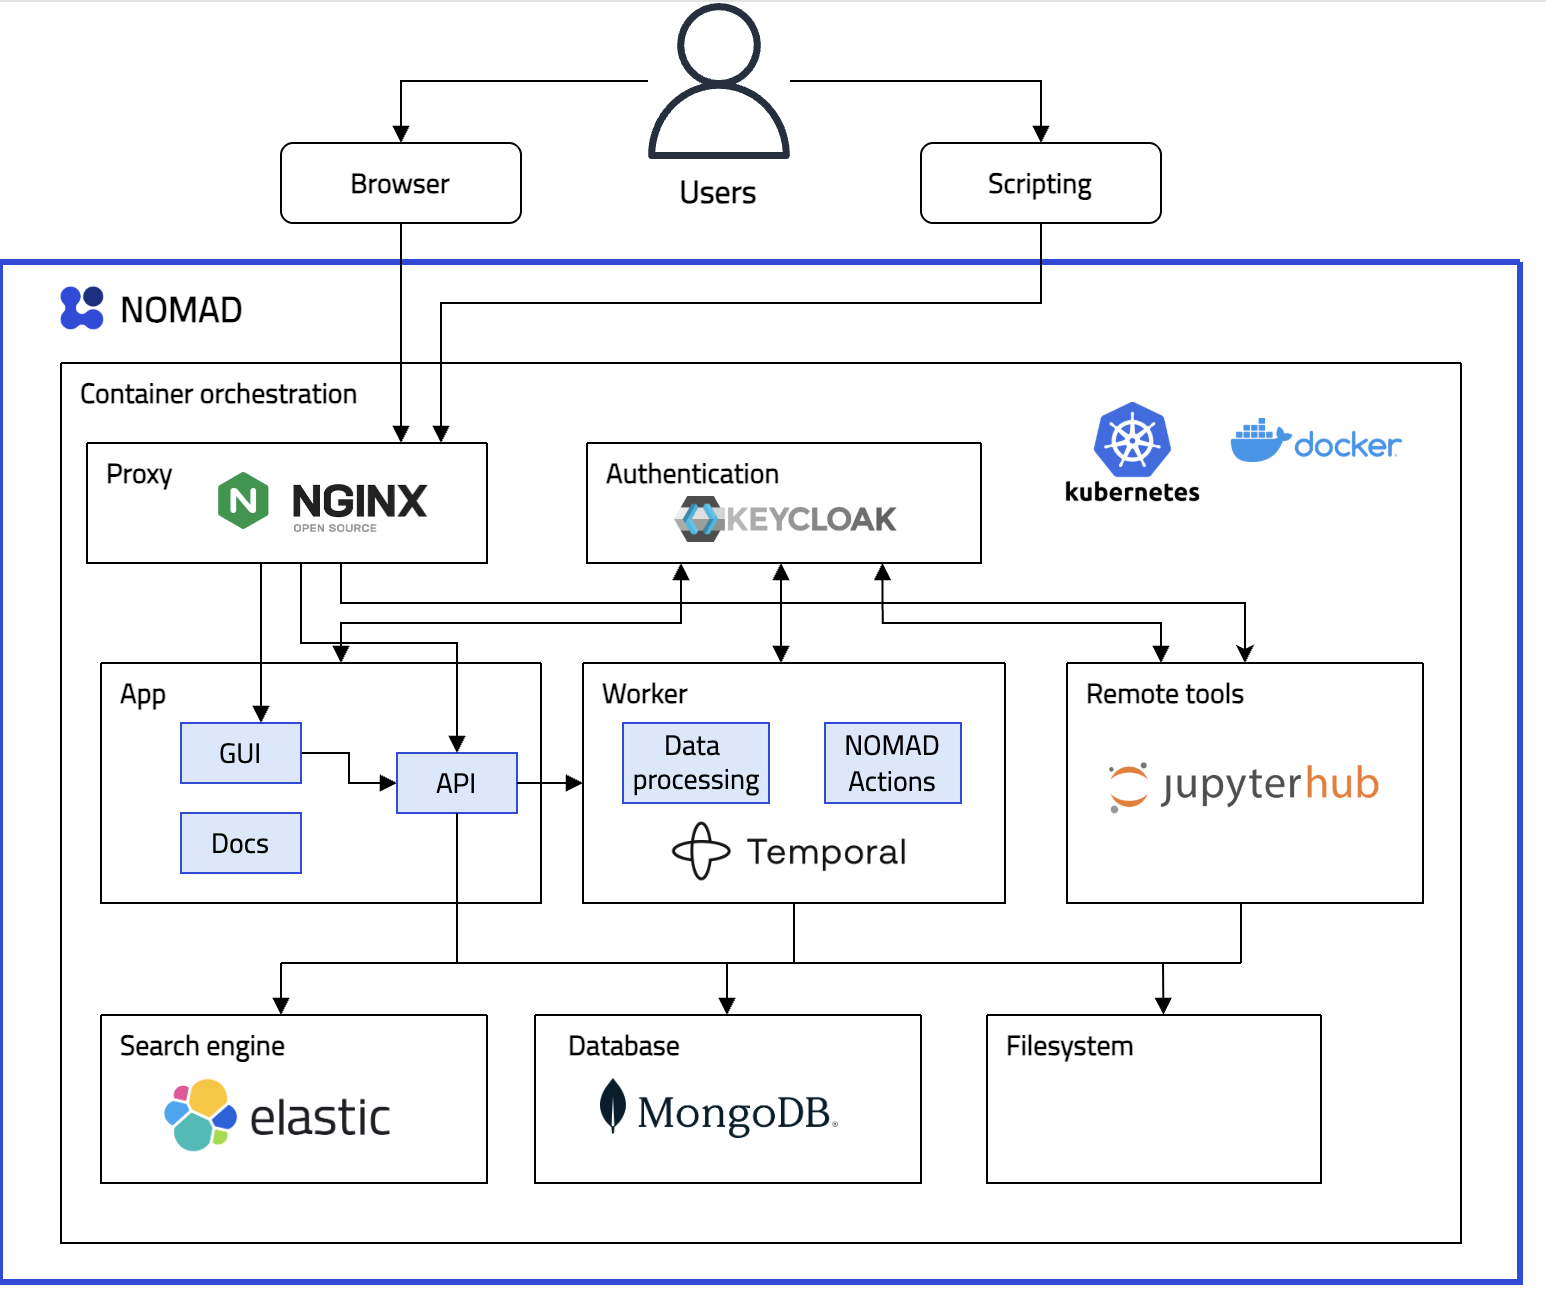 Users
Browser
Scripting
NOMAD
Container orchestration
Proxy
NGINX
OPEN SOURCE
Authentication
KEYCLOAK
kubernetes
docker
App
GUI
API
Docs
Worker
Data
processing
NOMAD
Actions
Temporal
Remote tools
jupyterhub
Search engine
elastic
Database
MongoDB®
Filesystem